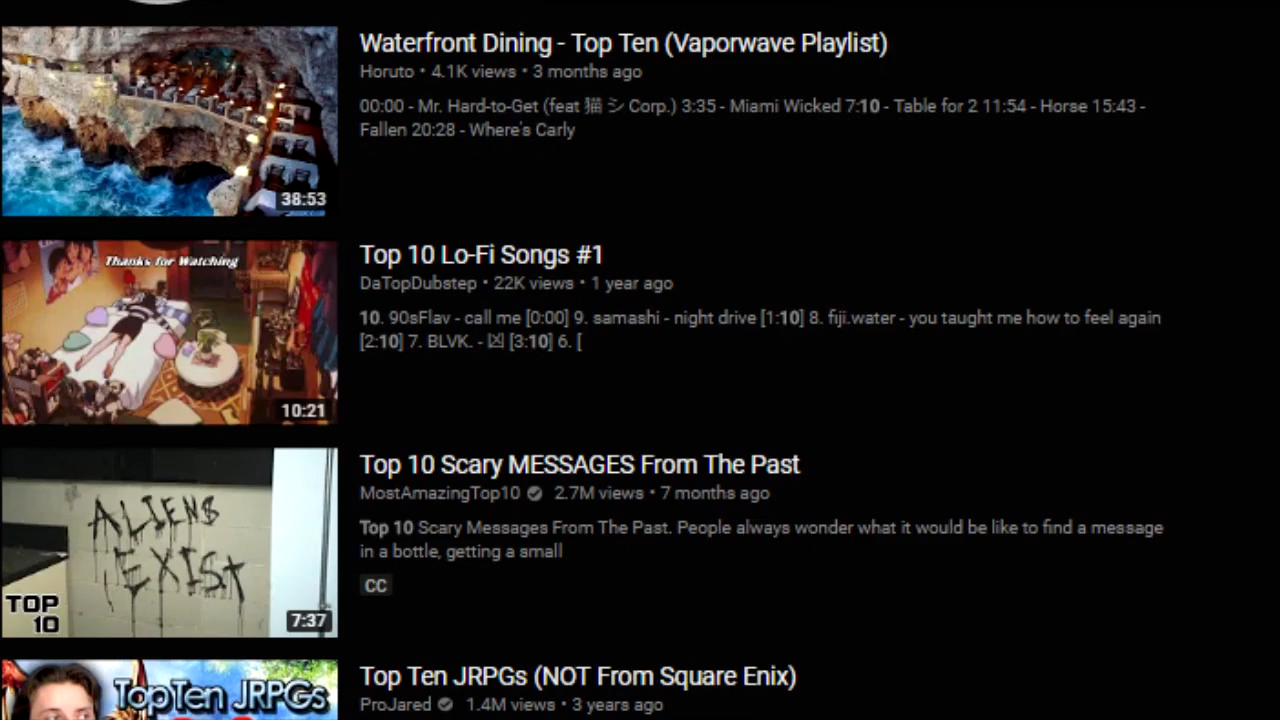 Waterfront Dining - Top Ten (Vaporwave Playlist)
Horuto • 4.1K views • 3 months ago
00:00 - Mr. Hard-to-Get (feat 猫 シ Corp.) 3:35 - Miami Wicked 7:10 - Table for 2 11:54 - Horse 15:43 -
Fallen 20:28 - Where's Carly
38:53
Thanks for Watching
Top 10 Lo-Fi Songs #1
DaTopDubstep • 22K views • 1 year ago
10. 90sFlav - call me [0:00] 9. samashi - night drive [1:10] 8. fiji.water - you taught me how to feel again
[2:10] 7. BLVK. - 凶 [3:10] 6. [
10:21
ALIENS
EXIST
TOP
10
7:37
Top 10 Scary MESSAGES From The Past
MostAmazingTop10 2.7M views • 7 months ago
Top 10 Scary Messages From The Past. People always wonder what it would be like to find a message
in a bottle, getting a small
CC
Top Ten JRPGs
Top Ten JRPGs (NOT From Square Enix)
ProJared 1.4M views • 3 years ago